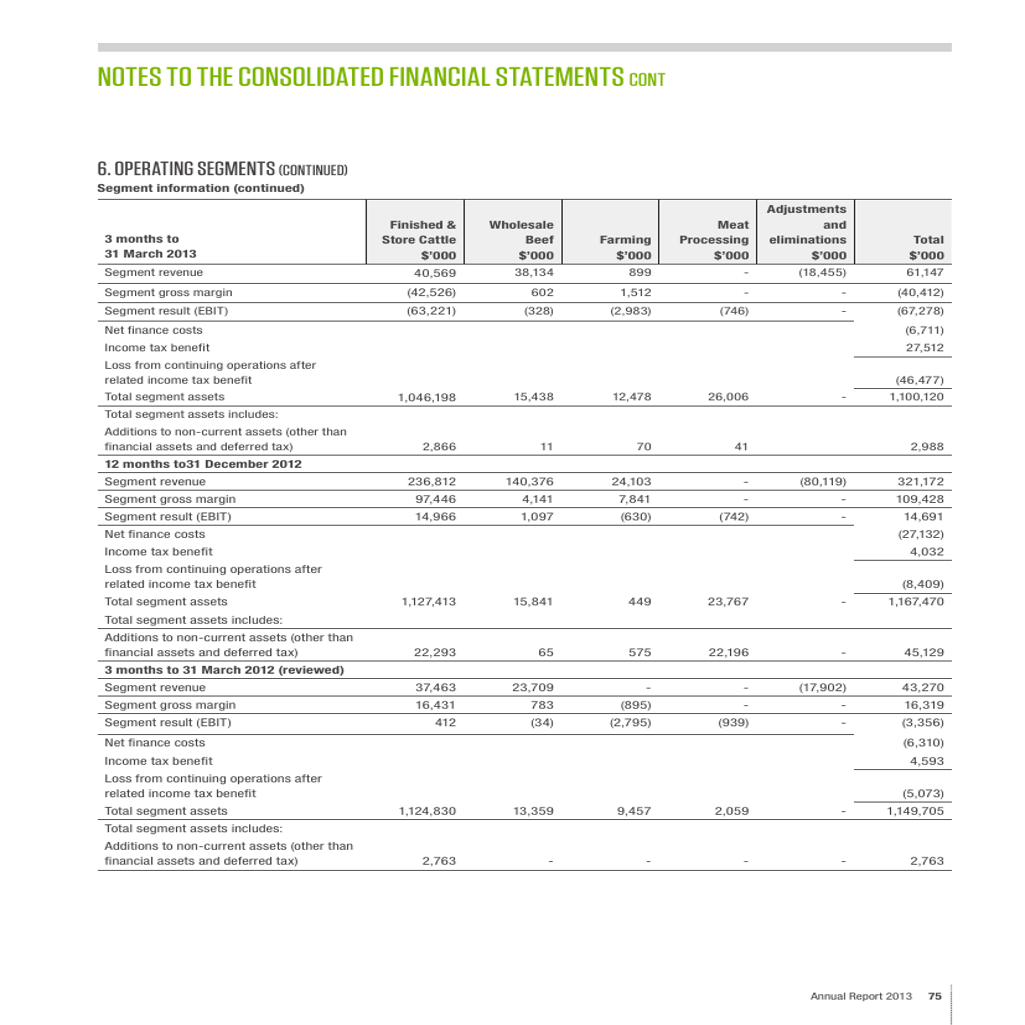 NOTES TO THE CONSOLIDATED FINANCIAL STATEMENTS CONT
6. OPERATING SEGMENTS (CONTINUED)
Segment information (continued)
3 months to 31 March 2013 Finished & Store Cattle $'000 Wholesale Beef $'000 Farming $'000 Meat Processing $'000 Adjustments and eliminations $'000 Total $'000
Segment revenue 40,569 38,134 899 - (18,455) 61,147
Segment gross margin (42,526) 602 1,512 - - (40,412)
Segment result (EBIT) (63,221) (328) (2,983) (746) - (67,278)
Net finance costs (6,711)
Income tax benefit 27,512
Loss from continuing operations after
related income tax benefit (46,477)
Total segment assets 1,046,198 15,438 12,478 26,006 - 1,100,120
Total segment assets includes:
Additions to non-current assets (other than
financial assets and deferred tax) 2,866 11 70 41 2,988
12 months to31 December 2012
Segment revenue 236,812 140,376 24,103 - (80,119) 321,172
Segment gross margin 97,446 4,141 7,841 - - 109,428
Segment result (EBIT) 14,966 1,097 (630) (742) - 14,691
Net finance costs (27,132)
Income tax benefit 4,032
Loss from continuing operations after
related income tax benefit (8,409)
Total segment assets 1,127,413 15,841 449 23,767 - 1,167,470
Total segment assets includes:
Additions to non-current assets (other than
financial assets and deferred tax) 22,293 65 575 22,196 - 45,129
3 months to 31 March 2012 (reviewed)
Segment revenue 37,463 23,709 - - (17,902) 43,270
Segment gross margin 16,431 783 (895) - - 16,319
Segment result (EBIT) 412 (34) (2,795) (939) - (3,356)
Net finance costs (6,310)
Income tax benefit 4,593
Loss from continuing operations after
related income tax benefit (5,073)
Total segment assets 1,124,830 13,359 9,457 2,059 - 1,149,705
Total segment assets includes:
Additions to non-current assets (other than
financial assets and deferred tax) 2,763 - - - - 2,763
Annual Report 2013 75